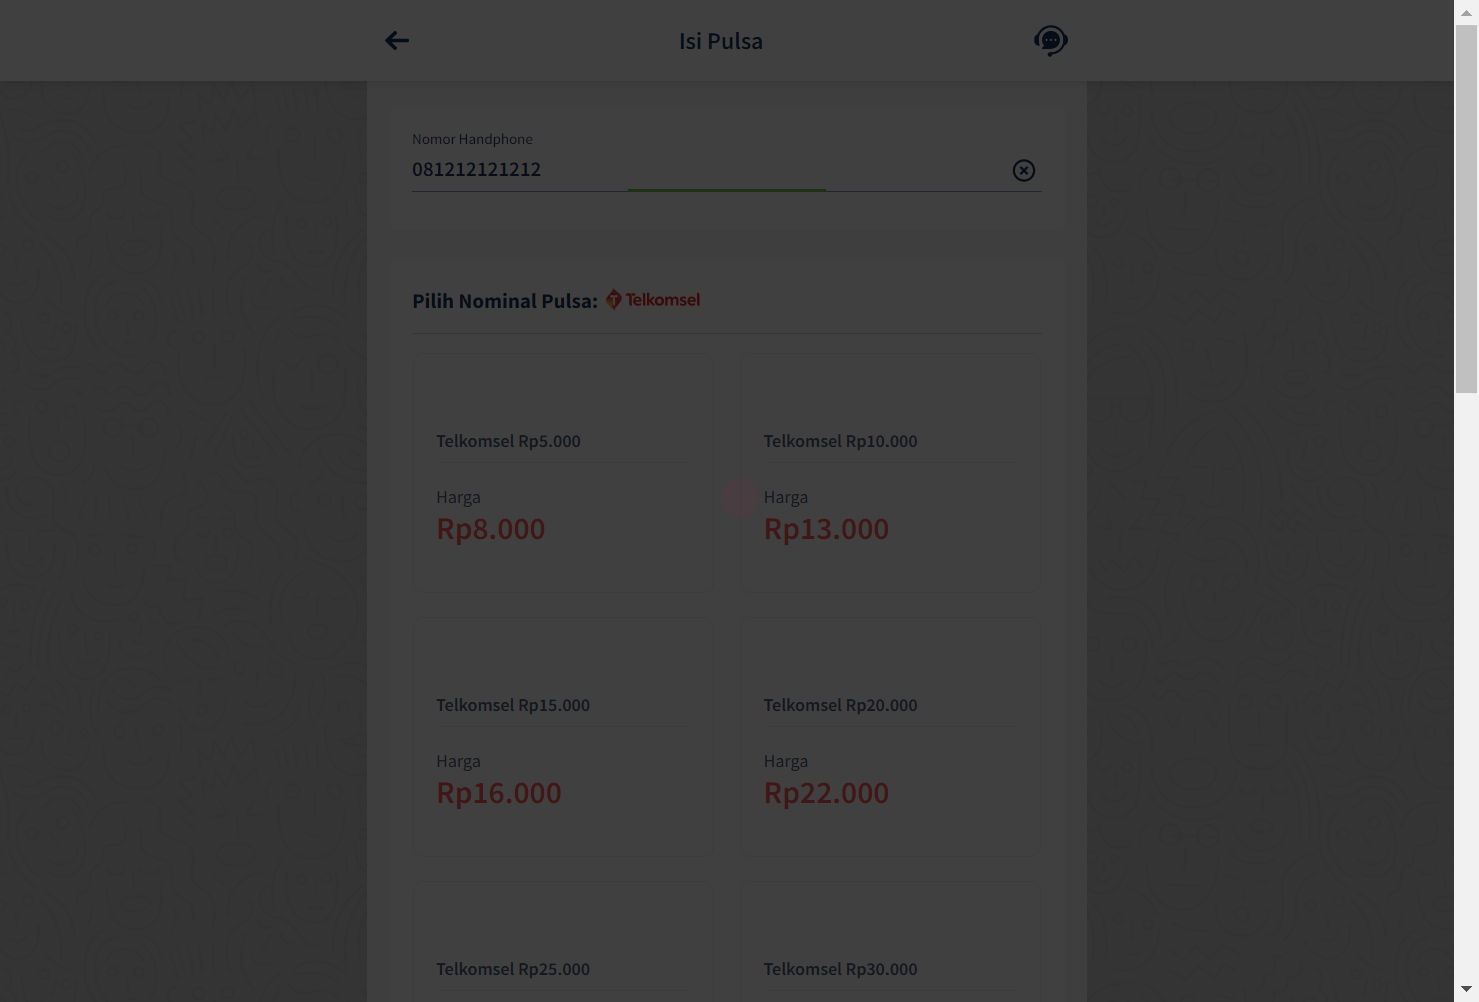 Isi Pulsa
Nomor Handphone
081212121212
Pilih Nominal Pulsa: Telkomsel
Telkomsel Rp5.000
Harga
Rp8.000
Telkomsel Rp10.000
Harga
Rp13.000
Telkomsel Rp15.000
Harga
Rp16.000
Telkomsel Rp20.000
Harga
Rp22.000
Telkomsel Rp25.000
Telkomsel Rp30.000